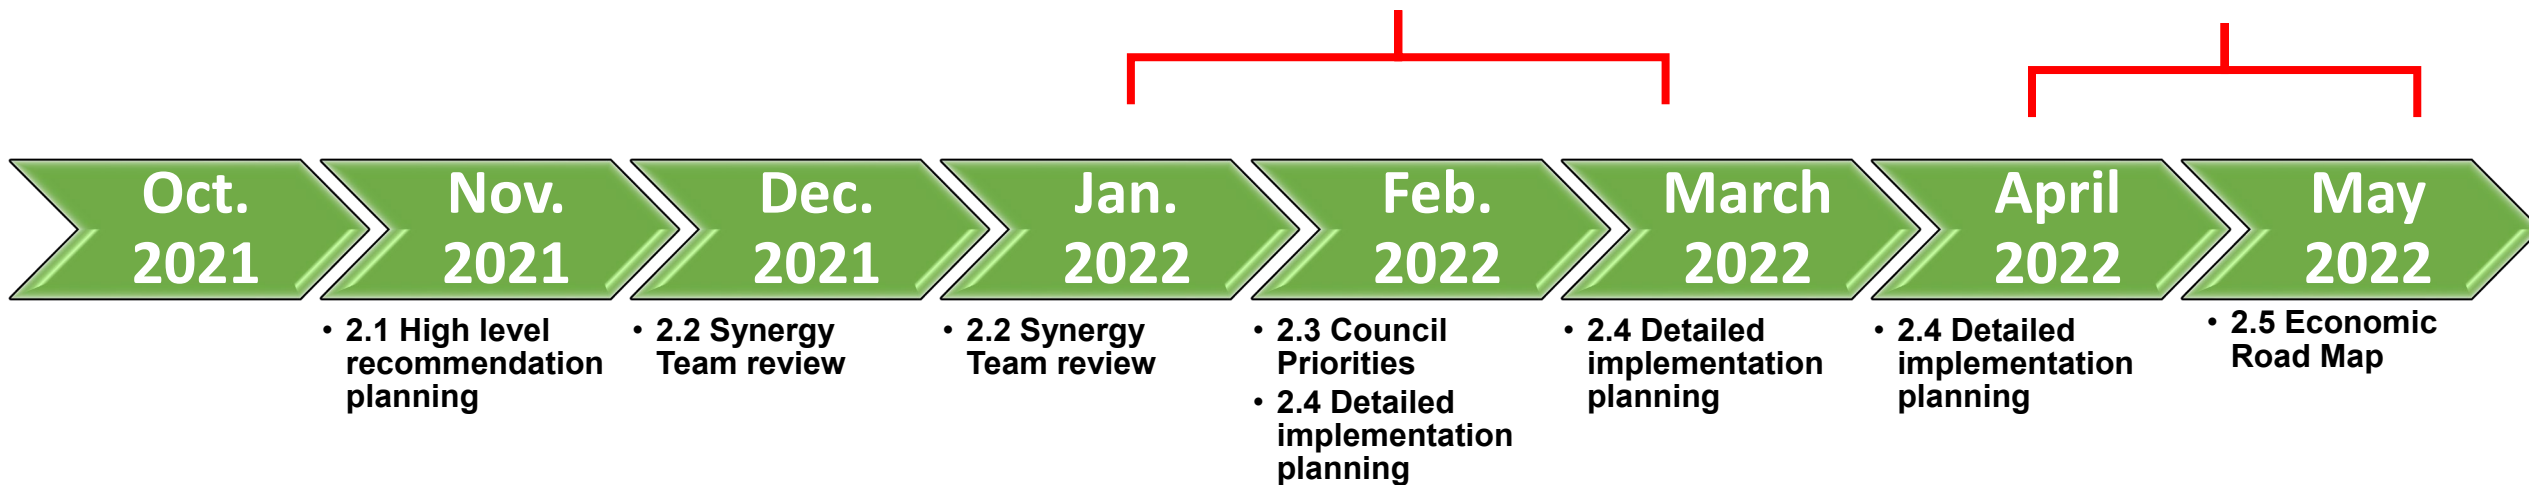 Oct.
2021
Nov.
2021
Dec.
2021
Jan.
2022
Feb.
2022
March
2022
April
2022
May
2022
• 2.1 High level
recommendation
planning
• 2.2 Synergy
Team review
• 2.2 Synergy
Team review
• 2.3 Council
Priorities
• 2.4 Detailed
implementation
planning
• 2.4 Detailed
implementation
planning
• 2.4 Detailed
implementation
planning
• 2.5 Economic
Road Map